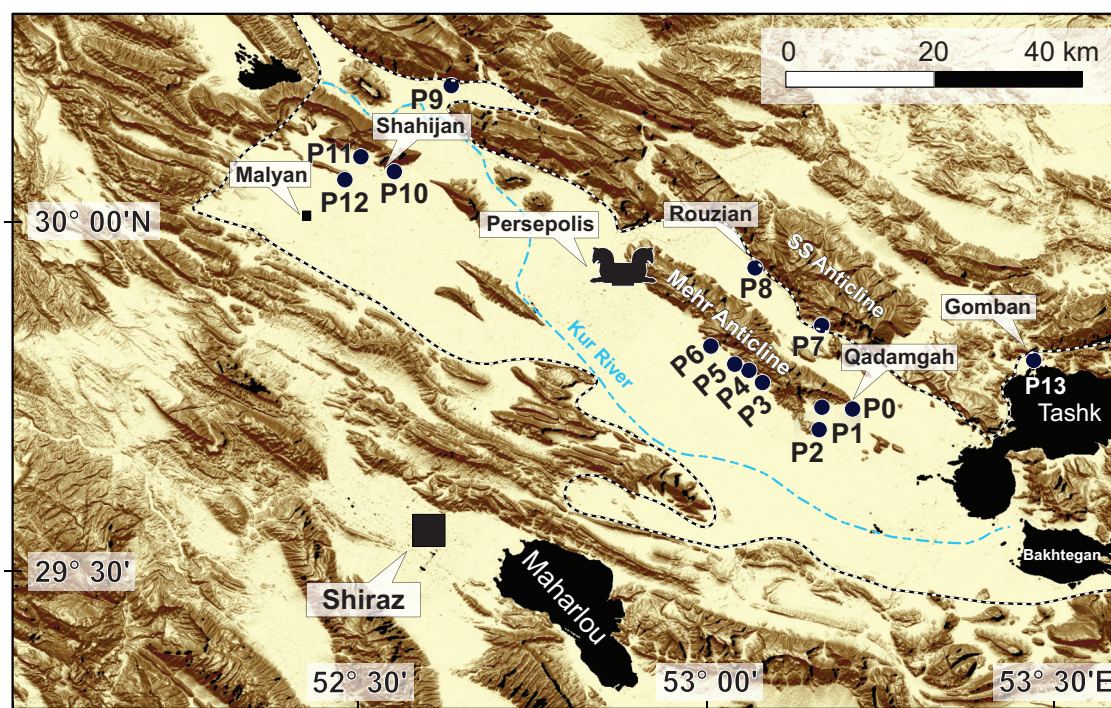 0 20 40 km
P9
Shahijan
P11
Malyan
P10
P12
30° 00'N
Persepolis
Rouzian
SS Anticline
P8
Mehr Anticline
Gomban
Kur River
P7
Qadamgah
P6
P5
P4
P3
P13
Tashk
P0
P1
P2
29° 30'
Bakhtegan
Maharlou
Shiraz
52° 30'
53° 00'
53° 30'E